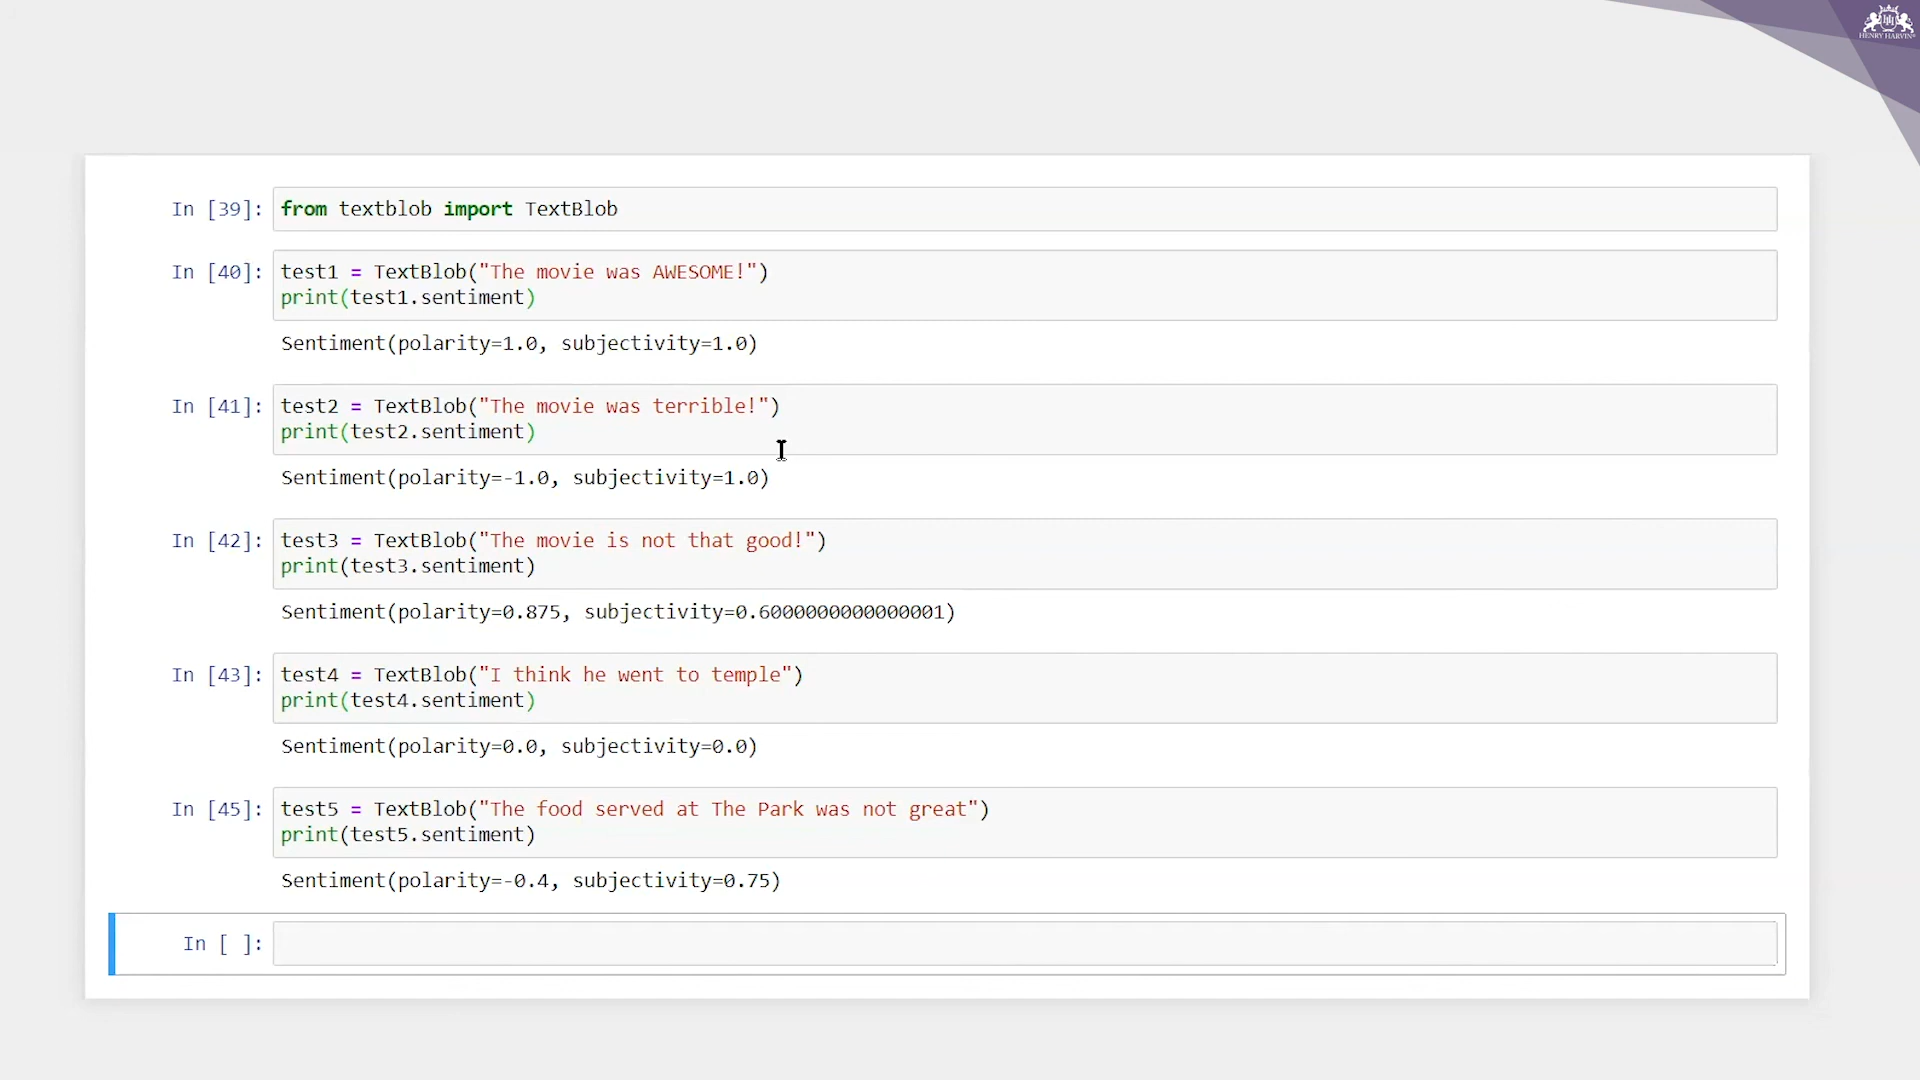 HENRY HARVIN®
In [39]: from textblob import TextBlob
In [40]: test1 = TextBlob("The movie was AWESOME!")
print(test1.sentiment)
Sentiment(polarity=1.0, subjectivity=1.0)
In [41]: test2 = TextBlob("The movie was terrible!")
print(test2.sentiment)
Sentiment(polarity=-1.0, subjectivity=1.0)
In [42]: test3 = TextBlob("The movie is not that good!")
print(test3.sentiment)
Sentiment(polarity=0.875, subjectivity=0.6000000000000001)
In [43]: test4 = TextBlob("I think he went to temple")
print(test4.sentiment)
Sentiment(polarity=0.0, subjectivity=0.0)
In [45]: test5 = TextBlob("The food served at The Park was not great")
print(test5.sentiment)
Sentiment(polarity=-0.4, subjectivity=0.75)
In [ ]: